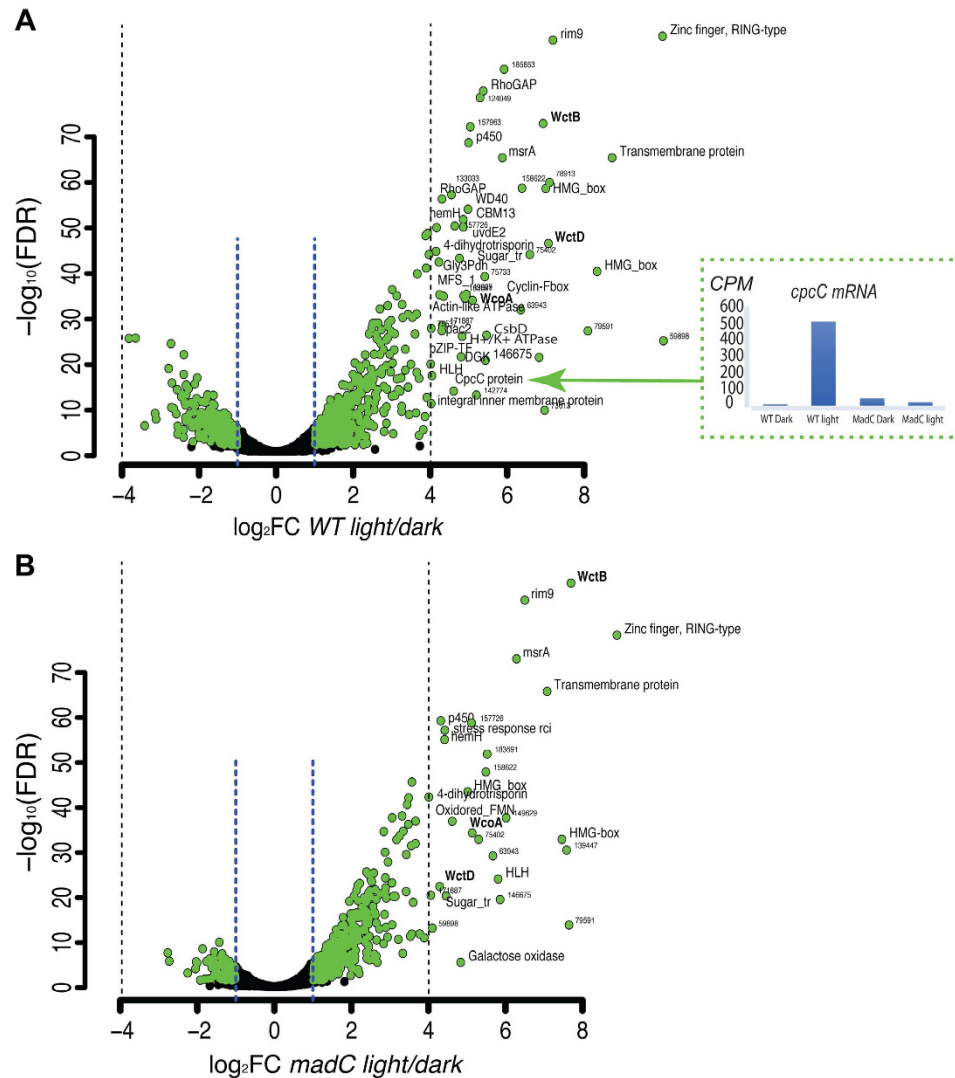 A
rim9
Zinc finger, RING-type
185853
RhoGAP
124049
WctB
157963
p450
msrA
Transmembrane protein
133033
RhoGAP
158622
78913
HMG_box
WD40
hemH
CBM13
157726
uvdE2
WctD
4-dihydrotrisporin
Sugar_tr
75402
Gly3Pdh
HMG_box
75733
MFS_1
Cyclin-Fbox
WcoA
63943
Actin-like ATPase
171887
79591
CsbD
59898
H+/K+ ATPase
pZIP-TF
DGK
146675
HLH
CpcC protein
142774
integral inner membrane protein
70
60
50
40
30
20
10
0
−log10(FDR)
−4
−2
0
2
4
6
8
log2FC WT light/dark
CPM
cpcC mRNA
600
500
400
300
200
100
0
WT Dark
WT light
MadC Dark
MadC light
B
WctB
rim9
Zinc finger, RING-type
msrA
Transmembrane protein
p450
157726
stress response rci
hemH
183691
158622
HMG_box
4-dihydrotrisporin
Oxidored_FMN
149629
WcoA
75402
HMG-box
139447
63943
WctD
HLH
171887
Sugar_tr
146675
59898
79591
Galactose oxidase
70
60
50
40
30
20
10
0
−log10(FDR)
−4
−2
0
2
4
6
8
log2FC madC light/dark